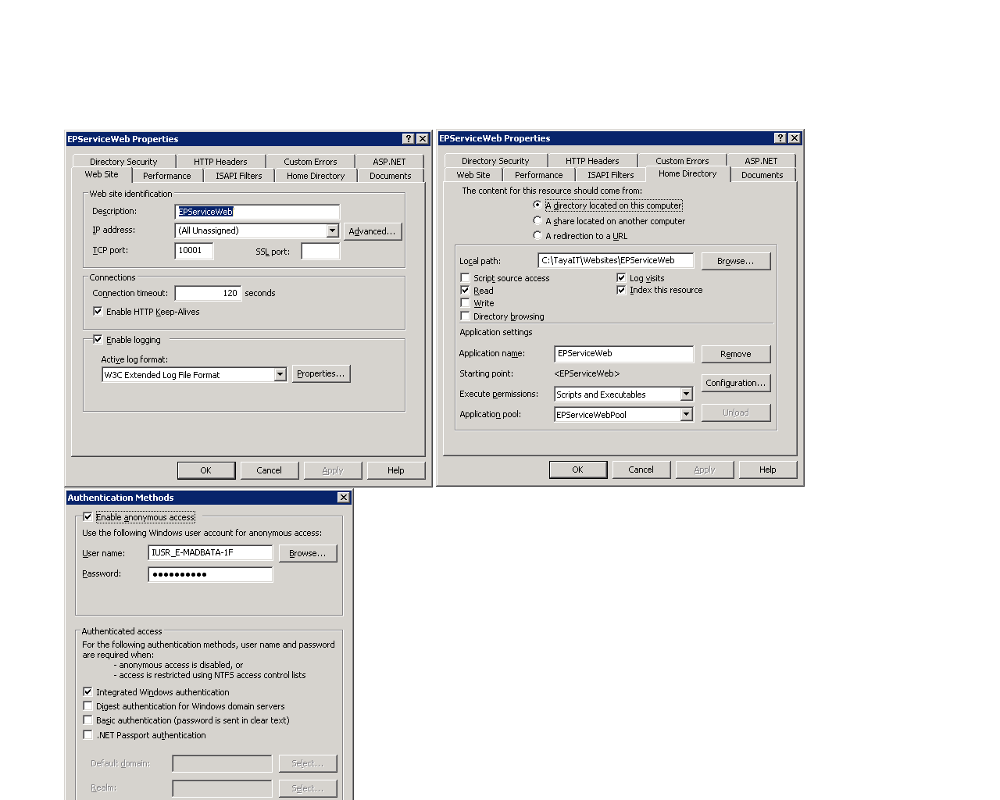 EPServiceWeb Properties
Directory Security HTTP Headers Custom Errors ASP.NET
Web Site Performance ISAPI Filters Home Directory Documents
Web site identification
Description: EPServiceWeb
IP address: (All Unassigned) Advanced...
TCP port: 10001 SSL port:
Connections
Connection timeout: 120 seconds
Enable HTTP Keep-Alives
Enable logging
Active log format:
W3C Extended Log File Format Properties...
OK Cancel Apply Help
EPServiceWeb Properties
Directory Security HTTP Headers Custom Errors ASP.NET
Web Site Performance ISAPI Filters Home Directory Documents
The content for this resource should come from:
A directory located on this computer
A share located on another computer
A redirection to a URL
Local path: C:\TayaIT\Websites\EPServiceWeb Browse...
Script source access Log visits
Read Index this resource
Write
Directory browsing
Application settings
Application name: EPServiceWeb Remove
Starting point: <EPServiceWeb>
Configuration...
Execute permissions: Scripts and Executables
Application pool: EPServiceWebPool Unload
OK Cancel Apply Help
Authentication Methods
Enable anonymous access
Use the following Windows user account for anonymous access:
User name: IUSR_E-MADBATA-1F Browse...
Password: ●●●●●●●●●●
Authenticated access
For the following authentication methods, user name and password
are required when:
- anonymous access is disabled, or
- access is restricted using NTFS access control lists
Integrated Windows authentication
Digest authentication for Windows domain servers
Basic authentication (password is sent in clear text)
.NET Passport authentication
Default domain: Select...
Realm: Select...